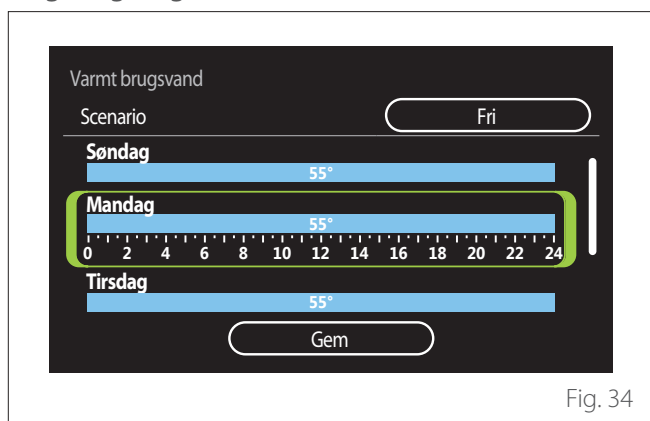 Varmt brugsvand
Scenario Fri
Søndag
55°
Mandag
55°
0 2 4 6 8 10 12 14 16 18 20 22 24
Tirsdag
55°
Gem
Fig. 34